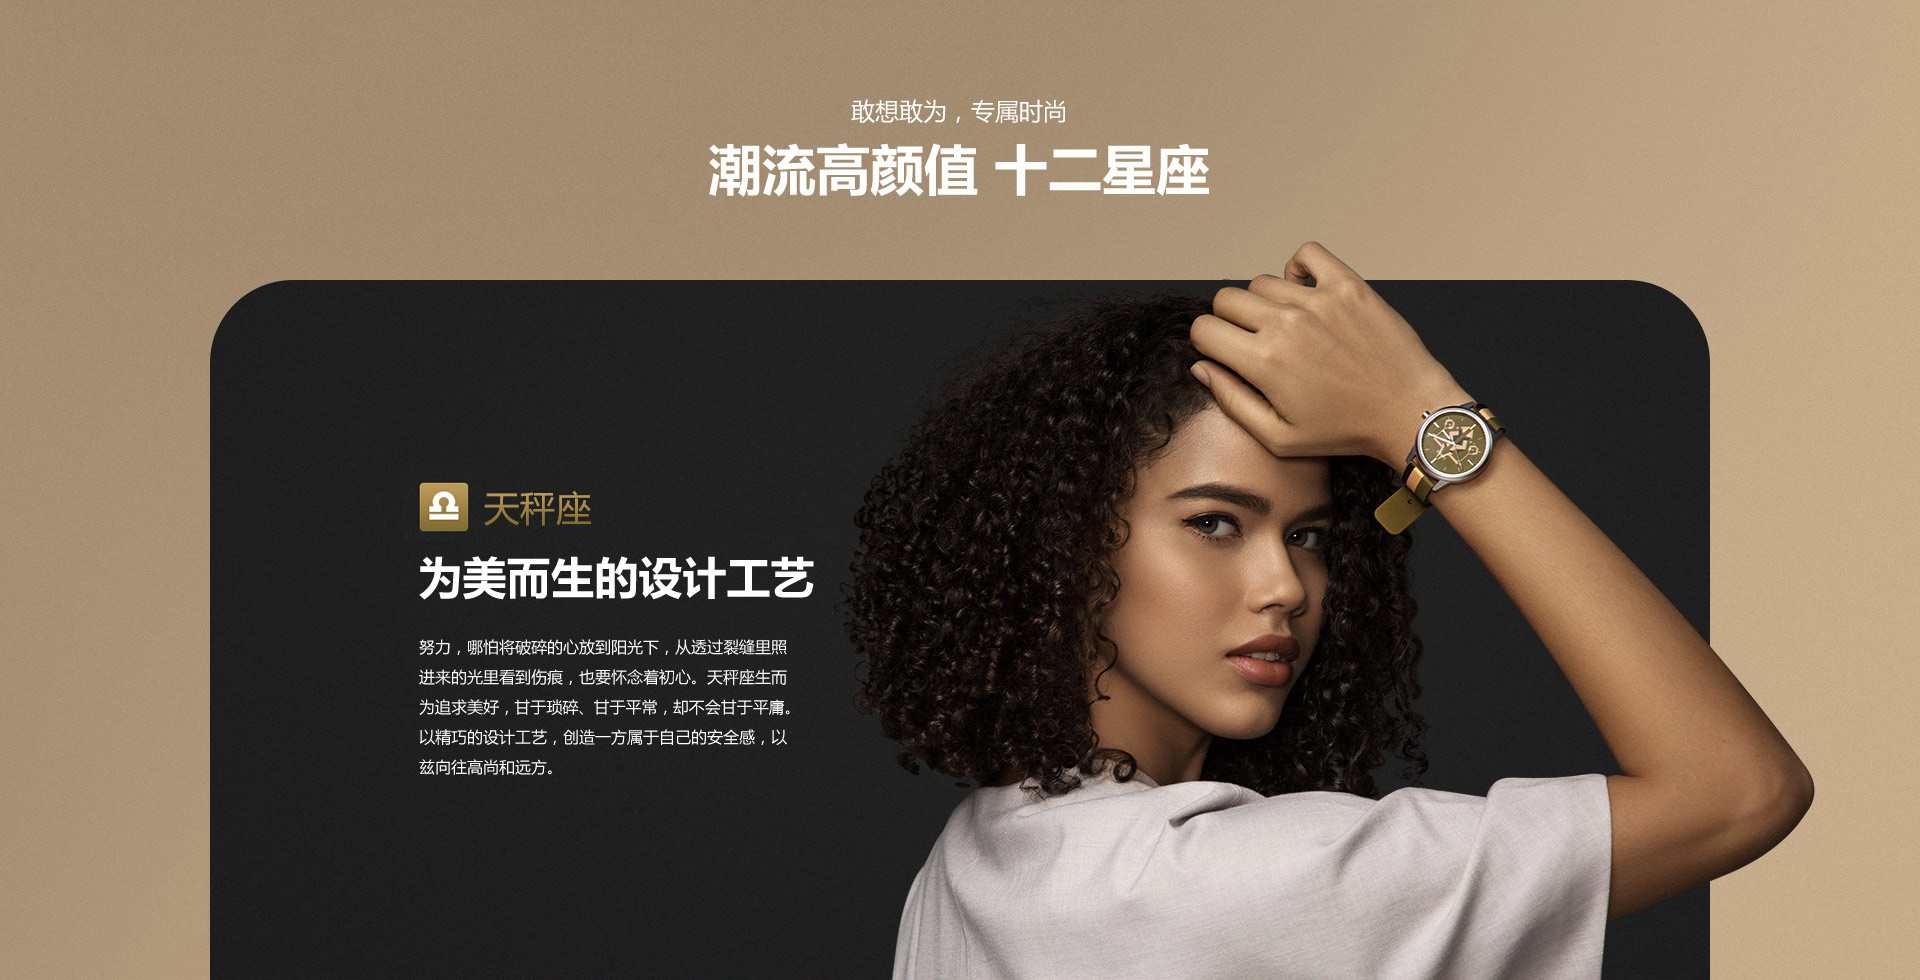 敢想敢为，专属时尚
潮流高颜值 十二星座
天秤座
为美而生的设计工艺
努力，哪怕将破碎的心放到阳光下，从透过裂缝里照
进来的光里看到伤痕，也要怀念着初心。天秤座生而
为追求美好，甘于琐碎、甘于平常，却不会甘于平庸。
以精巧的设计工艺，创造一方属于自己的安全感，以
兹向往高尚和远方。